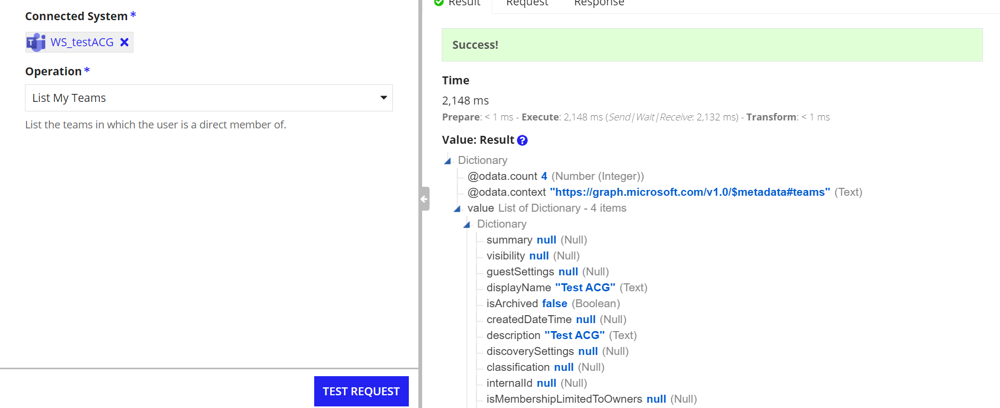 Connected System *
WS_testACG
Operation *
List My Teams
List the teams in which the user is a direct member of.
TEST REQUEST
Result Request Response
Success!
Time
2,148 ms
Prepare: < 1 ms - Execute: 2,148 ms (Send|Wait|Receive: 2,132 ms) - Transform: < 1 ms
Value: Result ?
Dictionary
@odata.count 4 (Number (Integer))
@odata.context "https://graph.microsoft.com/v1.0/$metadata#teams" (Text)
value List of Dictionary - 4 items
Dictionary
summary null (Null)
visibility null (Null)
guestSettings null (Null)
displayName "Test ACG" (Text)
isArchived false (Boolean)
createdDateTime null (Null)
description "Test ACG" (Text)
discoverySettings null (Null)
classification null (Null)
internalId null (Null)
isMembershipLimitedToOwners null (Null)